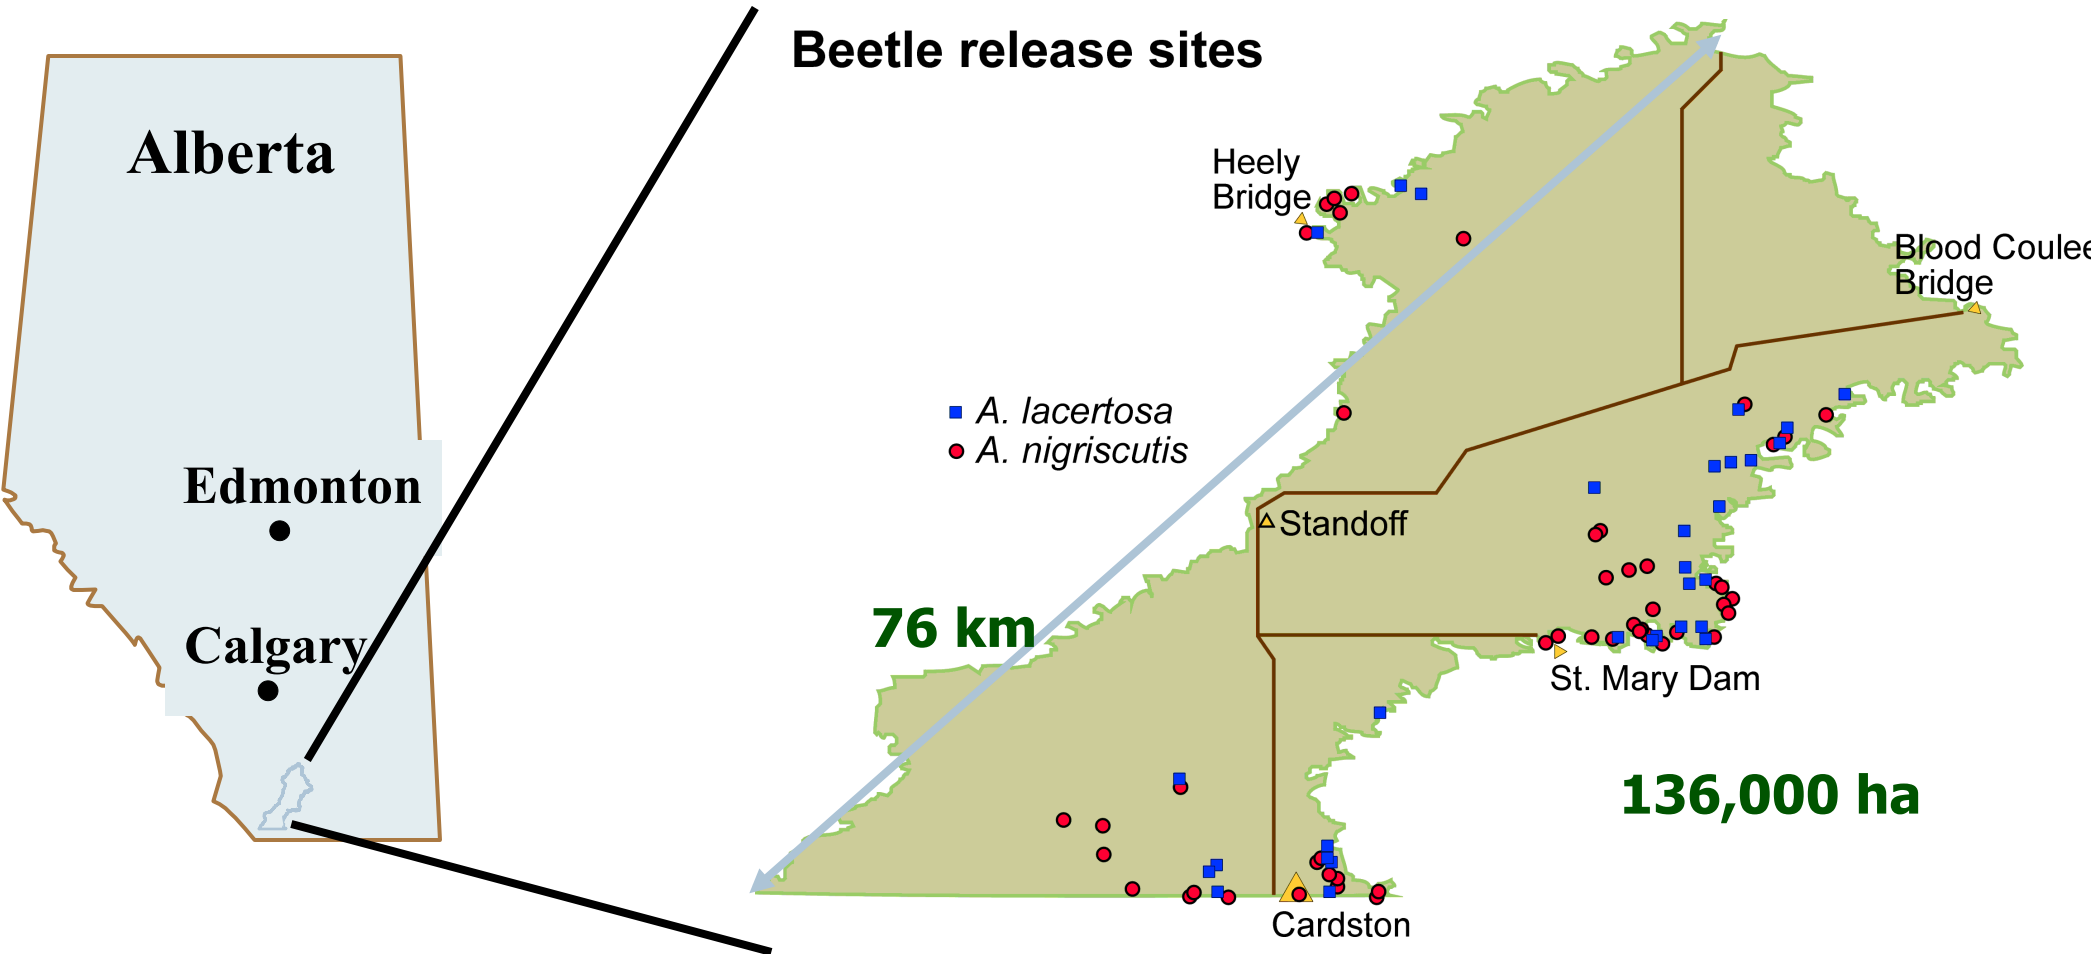 Beetle release sites
Alberta
Heely
Bridge
Blood Coulee
Bridge
A. lacertosa
A. nigriscutis
Edmonton
Standoff
76 km
Calgary
St. Mary Dam
136,000 ha
Cardston